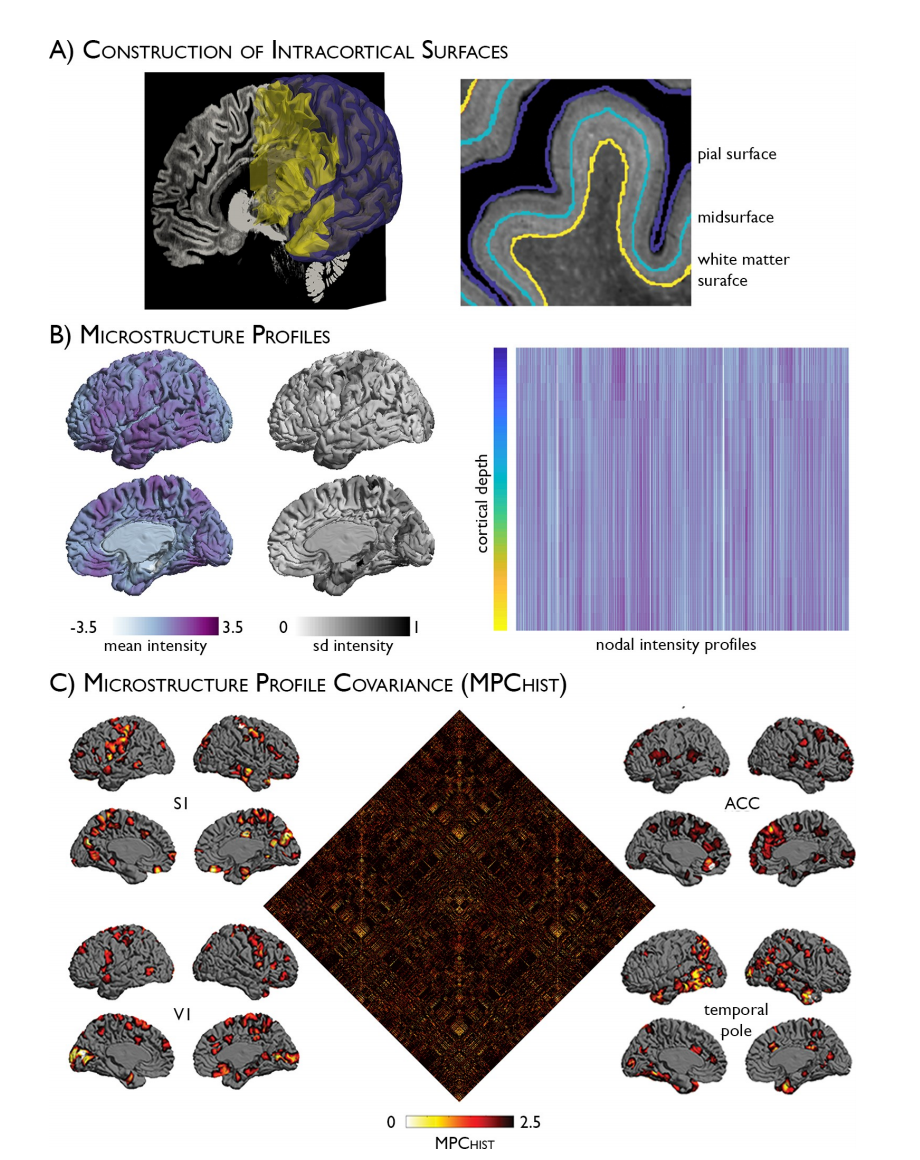 A) Construction of Intracortical Surfaces
pial surface
midsurface
white matter
surafce
B) Microstructure Profiles
cortical depth
-3.5
3.5
mean intensity
0
1
sd intensity
nodal intensity profiles
C) Microstructure Profile Covariance (MPCHIST)
S1
ACC
V1
temporal
pole
0
2.5
MPCHIST